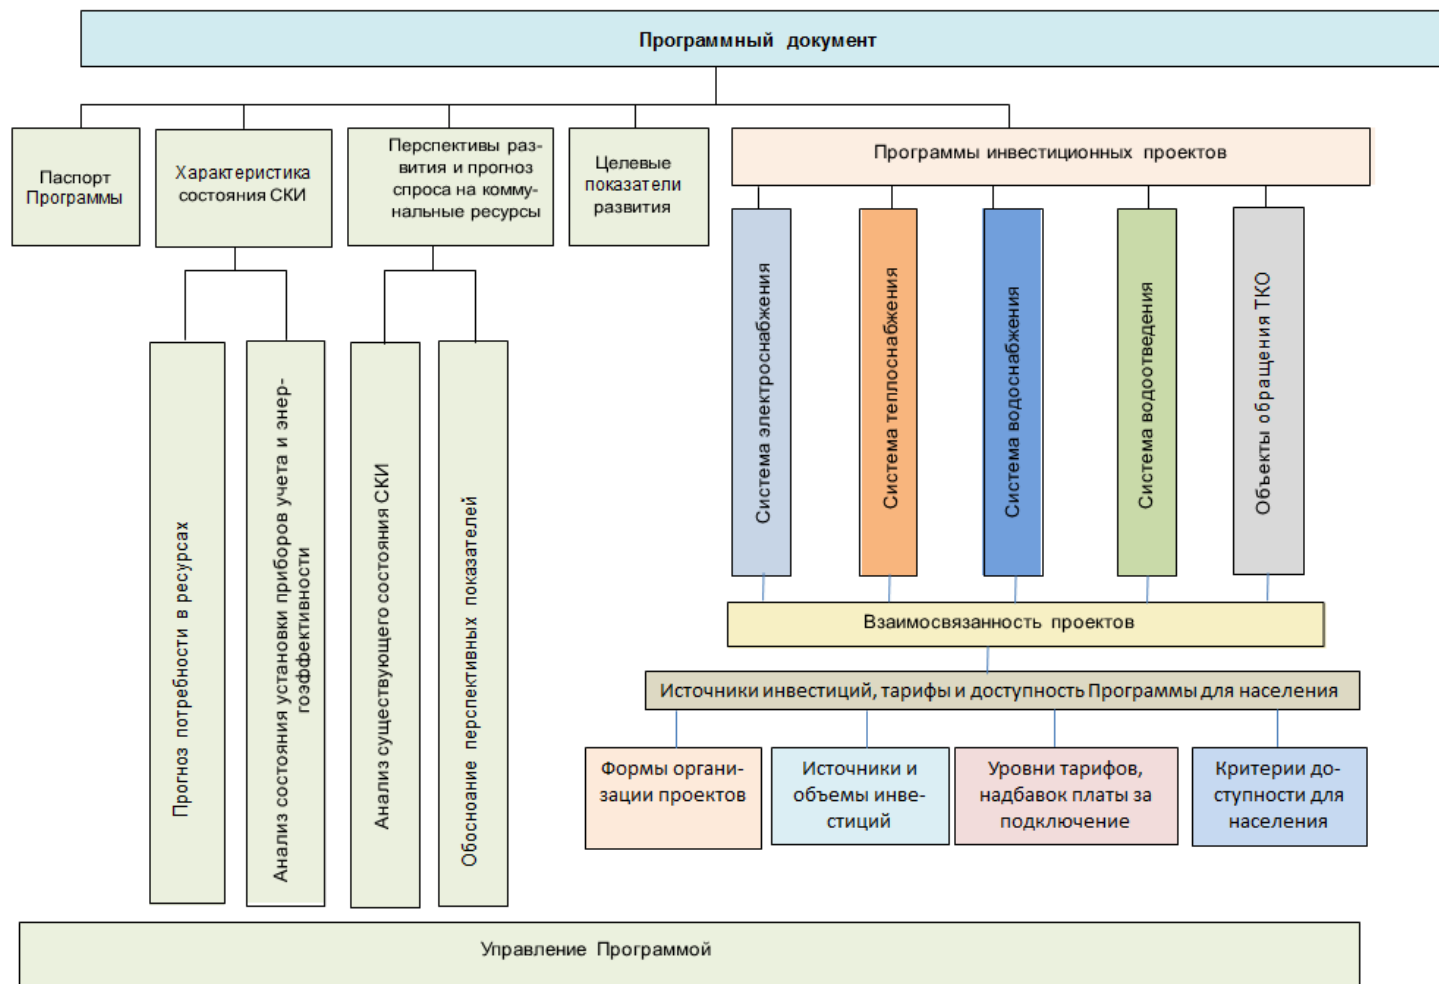 Программный документ
Паспорт
Программы
Характеристика
состояния СКИ
Перспективы раз-
вития и прогноз
спроса на комму-
нальные ресурсы
Целевые
показатели
развития
Программы инвестиционных проектов
Прогноз потребности в ресурсах
Анализ состояния установки приборов учета и энер-
гоэффективности
Анализ существующего состояния СКИ
Обосноание перспективных показателей
Система электроснабжения
Система теплоснабжения
Система водоснабжения
Система водоотведения
Объекты обращения ТКО
Взаимосвязанность проектов
Источники инвестиций, тарифы и доступность Программы для населения
Формы органи-
зации проектов
Источники и
объемы инве-
стиций
Уровни тарифов,
надбавок платы за
подключение
Критерии до-
ступности для
населения
Управление Программой